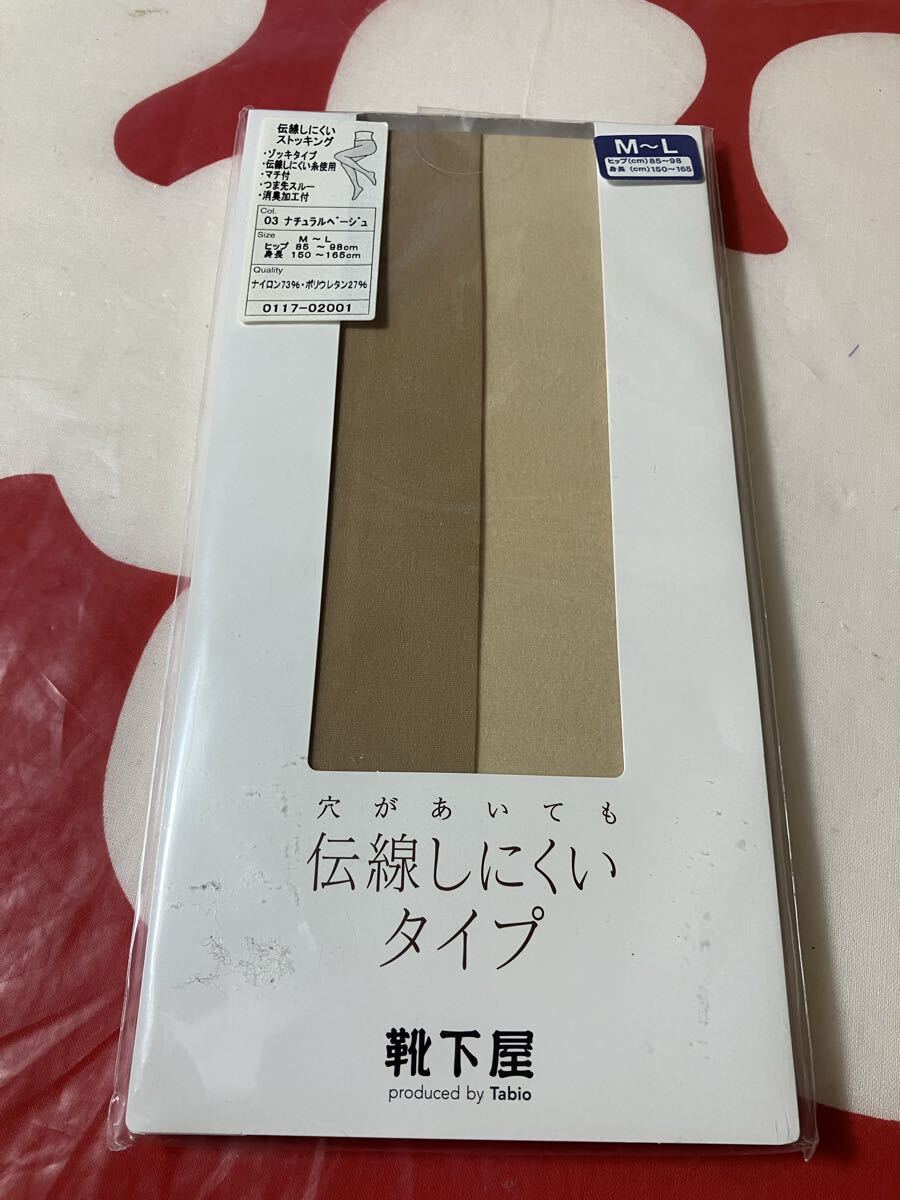 伝線しにくい
ストッキング
・ゾッキタイプ
・伝線しにくい糸使用
・マチ付
・つま先スルー
・消臭加工付
Col.
03 ナチュラルベージュ
Size
M～L
ヒップ 85～98cm
身長 150～165cm
Quality
ナイロン73%・ポリウレタン27%
0117-02001
M～L
ヒップ(cm)85～98
身長 (cm)150～165
穴があいても
伝線しにくい
タイプ
靴下屋
produced by Tabio